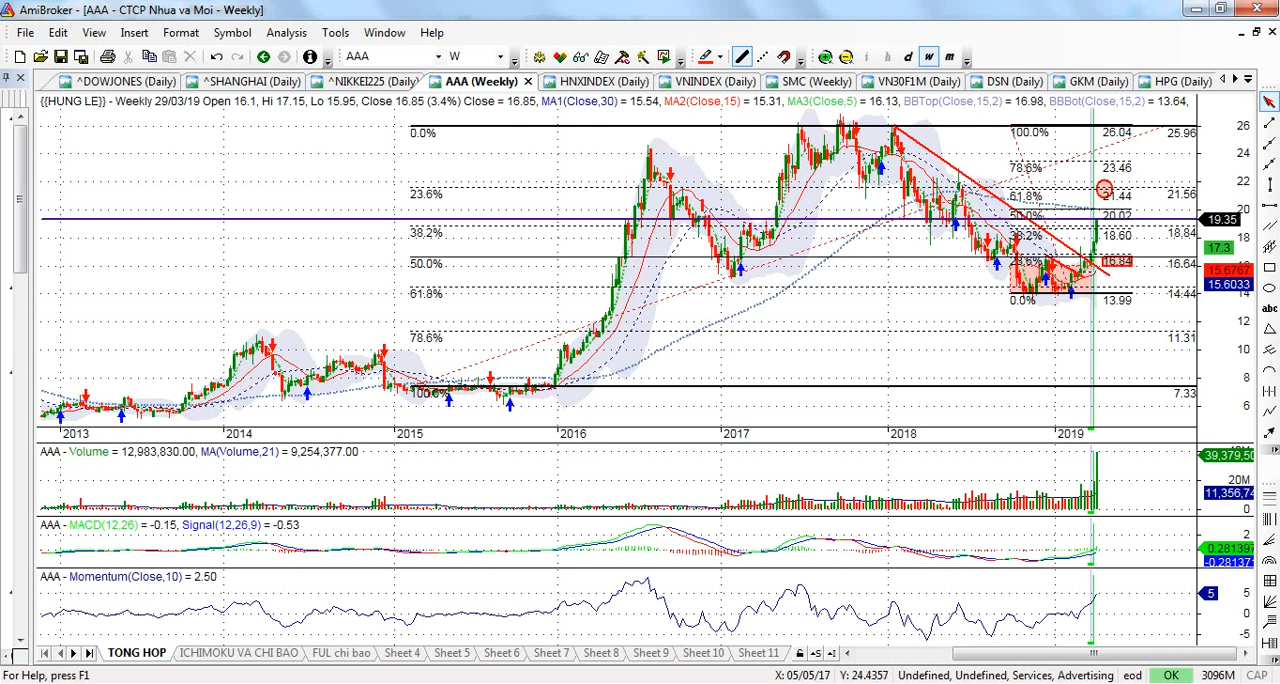 AmiBroker - [AAA - CTCP Nhua va Moi - Weekly]
File Edit View Insert Format Symbol Analysis Tools Window Help
AAA W i h d w m
^DOWJONES (Daily) ^SHANGHAI (Daily) ^NIKKEI225 (Daily) AAA (Weekly) HNXINDEX (Daily) VNINDEX (Daily) SMC (Weekly) VN30F1M (Daily) DSN (Daily) GKM (Daily) HPG (Daily)
{{HUNG LE}} - Weekly 29/03/19 Open 16.1, Hi 17.15, Lo 15.95, Close 16.85 (3.4%) Close = 16.85, MA1(Close,30) = 15.54, MA2(Close,15) = 15.31, MA3(Close,5) = 16.13, BBTop(Close,15,2) = 16.98, BBBot(Close,15,2) = 13.64,
0.0% 100.0% 26.04 25.96 26
24
78.6% 23.46
22
23.6% 61.8% 21.44 21.56
50.0% 20.02
19.35
38.2% 38.2% 18.60 18.84 18
17.3
50.0% 23.6% 16.84 16.64 16
15.6767
15.6033
61.8% 0.0% 13.99 14.44 14
12
78.6% 11.31
10
8
100.0% 7.33
6
2013 2014 2015 2016 2017 2018 2019
AAA - Volume = 12,983,830.00, MA(Volume,21) = 9,254,377.00
39,379,50
20M
11,356,74
0
AAA - MACD(12,26) = -0.15, Signal(12,26,9) = -0.53
2
0.281397
-0.281371
AAA - Momentum(Close,10) = 2.50
5
5
0
-5
TONG HOP ICHIMOKU VA CHI BAO FUL chi bao Sheet 4 Sheet 5 Sheet 6 Sheet 7 Sheet 8 Sheet 9 Sheet 10 Sheet 11
For Help, press F1 X: 05/05/17 Y: 24.4357 Undefined, Undefined, Services, Advertising eod OK 3096M CAP
abc